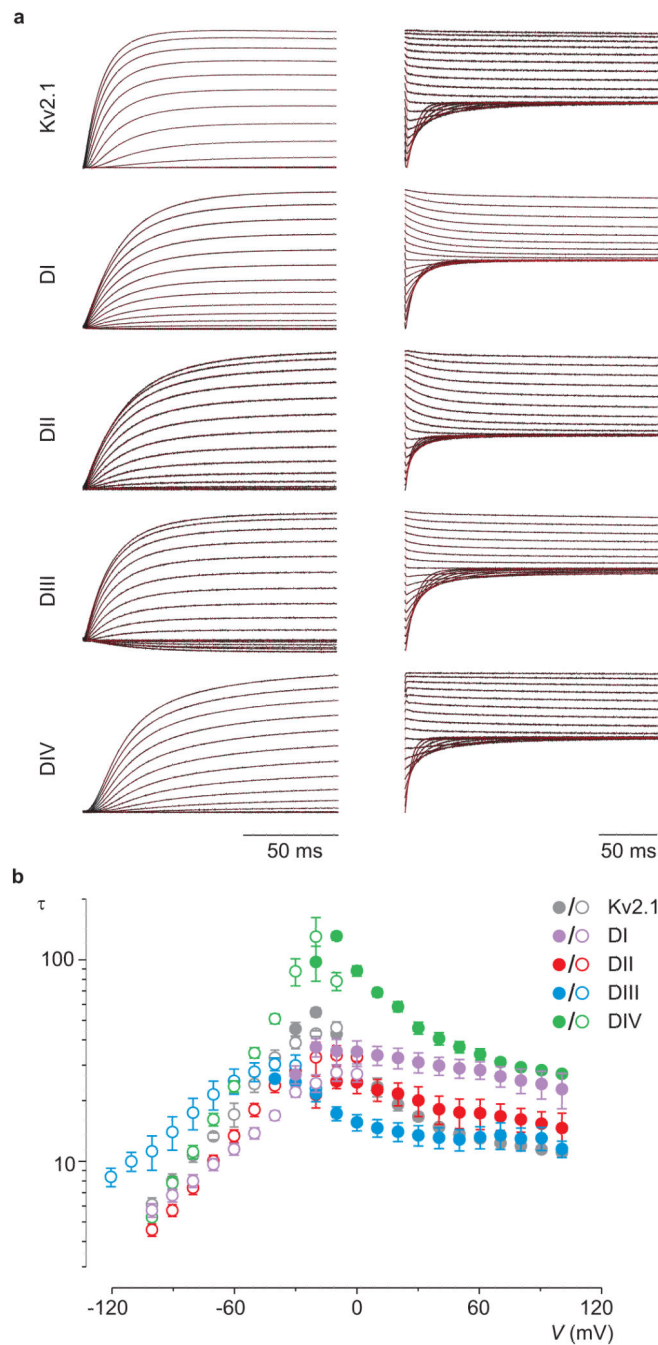 a
Kv2.1
DI
DII
DIII
DIV
50 ms 50 ms
b
τ
100
10
-120 -60 0 60 120
V (mV)
●/○ Kv2.1
●/○ DI
●/○ DII
●/○ DIII
●/○ DIV